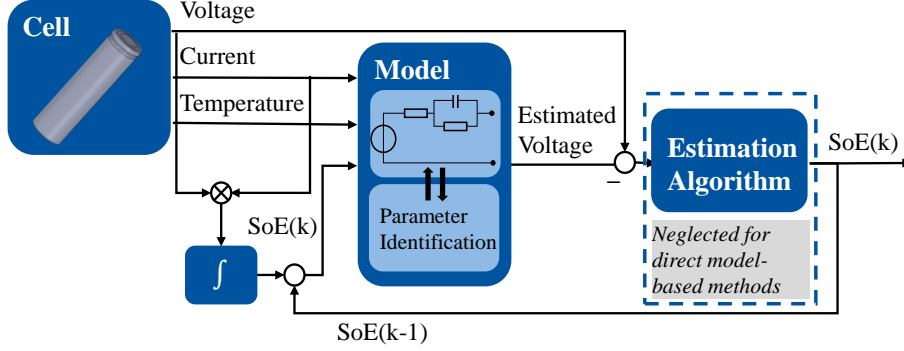 Cell
Voltage
Current
Temperature
Model
Estimated
Voltage
Parameter
Identification
−
Estimation
Algorithm
SoE(k)
Neglected for
direct model-
based methods
SoE(k)
∫
SoE(k-1)